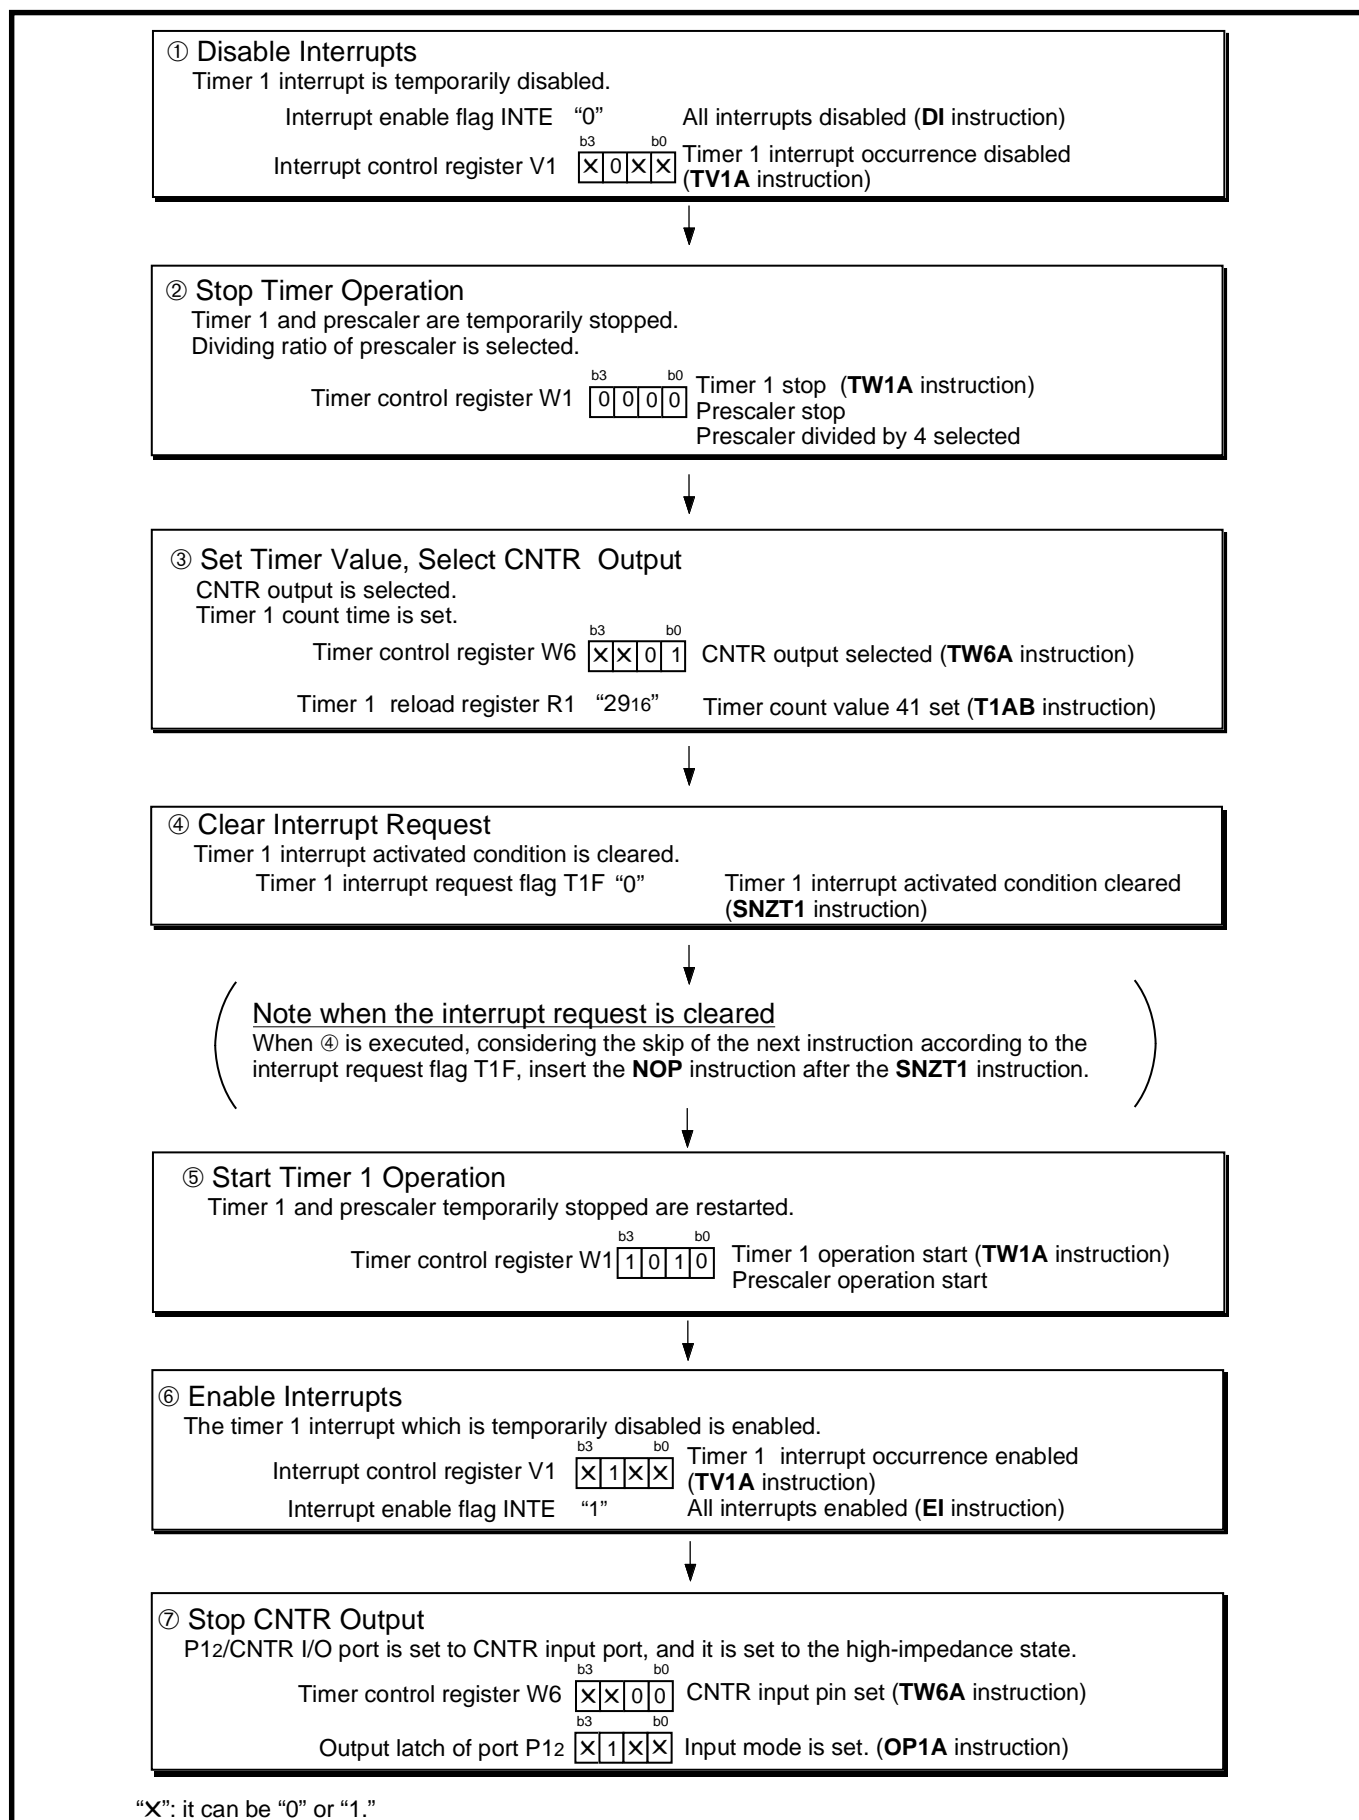 ① Disable Interrupts
Timer 1 interrupt is temporarily disabled.
Interrupt enable flag INTE “0” All interrupts disabled (DI instruction)
b3 b0
Interrupt control register V1 ✕ 0 ✕ ✕ Timer 1 interrupt occurrence disabled
(TV1A instruction)
② Stop Timer Operation
Timer 1 and prescaler are temporarily stopped.
Dividing ratio of prescaler is selected.
b3 b0
Timer control register W1 0 0 0 0 Timer 1 stop (TW1A instruction)
Prescaler stop
Prescaler divided by 4 selected
③ Set Timer Value, Select CNTR Output
CNTR output is selected.
Timer 1 count time is set.
b3 b0
Timer control register W6 ✕ ✕ 0 1 CNTR output selected (TW6A instruction)
Timer 1 reload register R1 “2916” Timer count value 41 set (T1AB instruction)
④ Clear Interrupt Request
Timer 1 interrupt activated condition is cleared.
Timer 1 interrupt request flag T1F “0” Timer 1 interrupt activated condition cleared
(SNZT1 instruction)
Note when the interrupt request is cleared
When ④ is executed, considering the skip of the next instruction according to the
interrupt request flag T1F, insert the NOP instruction after the SNZT1 instruction.
⑤ Start Timer 1 Operation
Timer 1 and prescaler temporarily stopped are restarted.
b3 b0
Timer control register W1 1 0 1 0 Timer 1 operation start (TW1A instruction)
Prescaler operation start
⑥ Enable Interrupts
The timer 1 interrupt which is temporarily disabled is enabled.
b3 b0
Interrupt control register V1 ✕ 1 ✕ ✕ Timer 1 interrupt occurrence enabled
(TV1A instruction)
Interrupt enable flag INTE “1” All interrupts enabled (EI instruction)
⑦ Stop CNTR Output
P12/CNTR I/O port is set to CNTR input port, and it is set to the high-impedance state.
b3 b0
Timer control register W6 ✕ ✕ 0 0 CNTR input pin set (TW6A instruction)
b3 b0
Output latch of port P12 ✕ 1 ✕ ✕ Input mode is set. (OP1A instruction)
“✕”: it can be “0” or “1.”